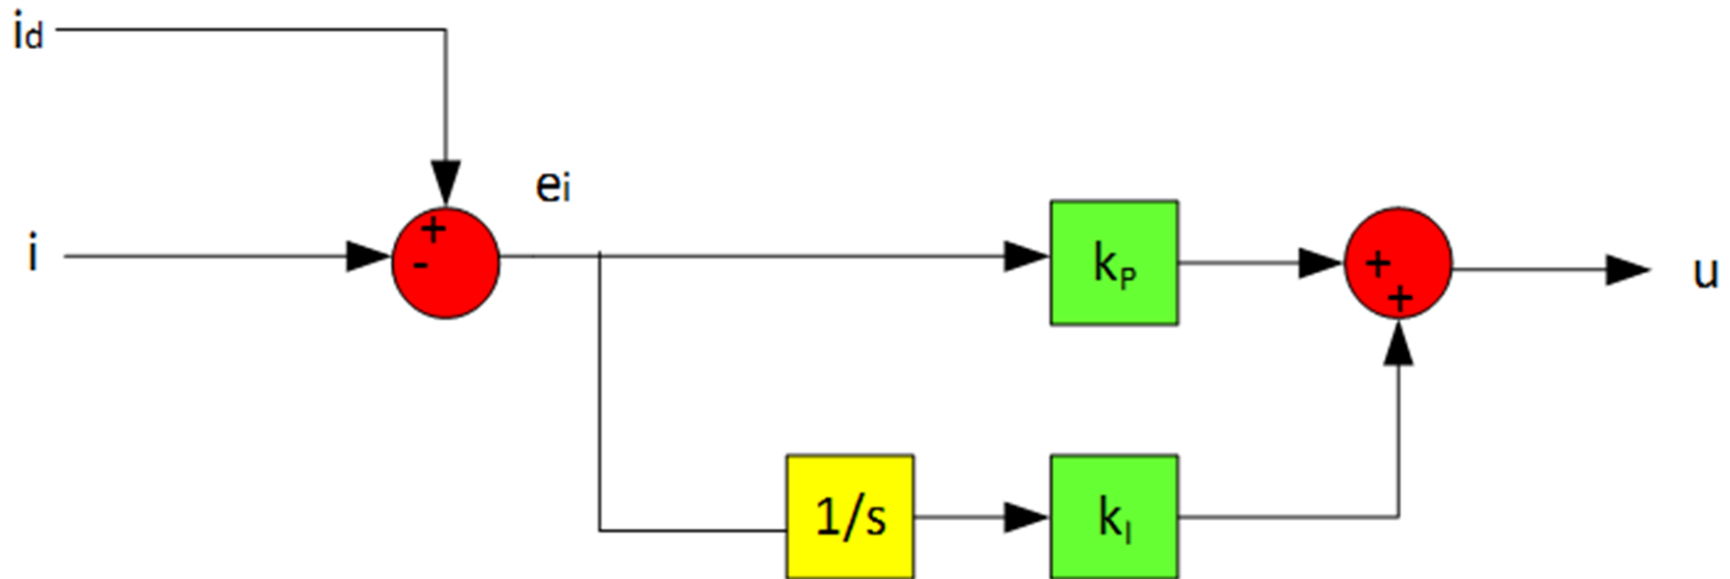 id
ei
+
-
i
kP
+
+
u
1/s
kI